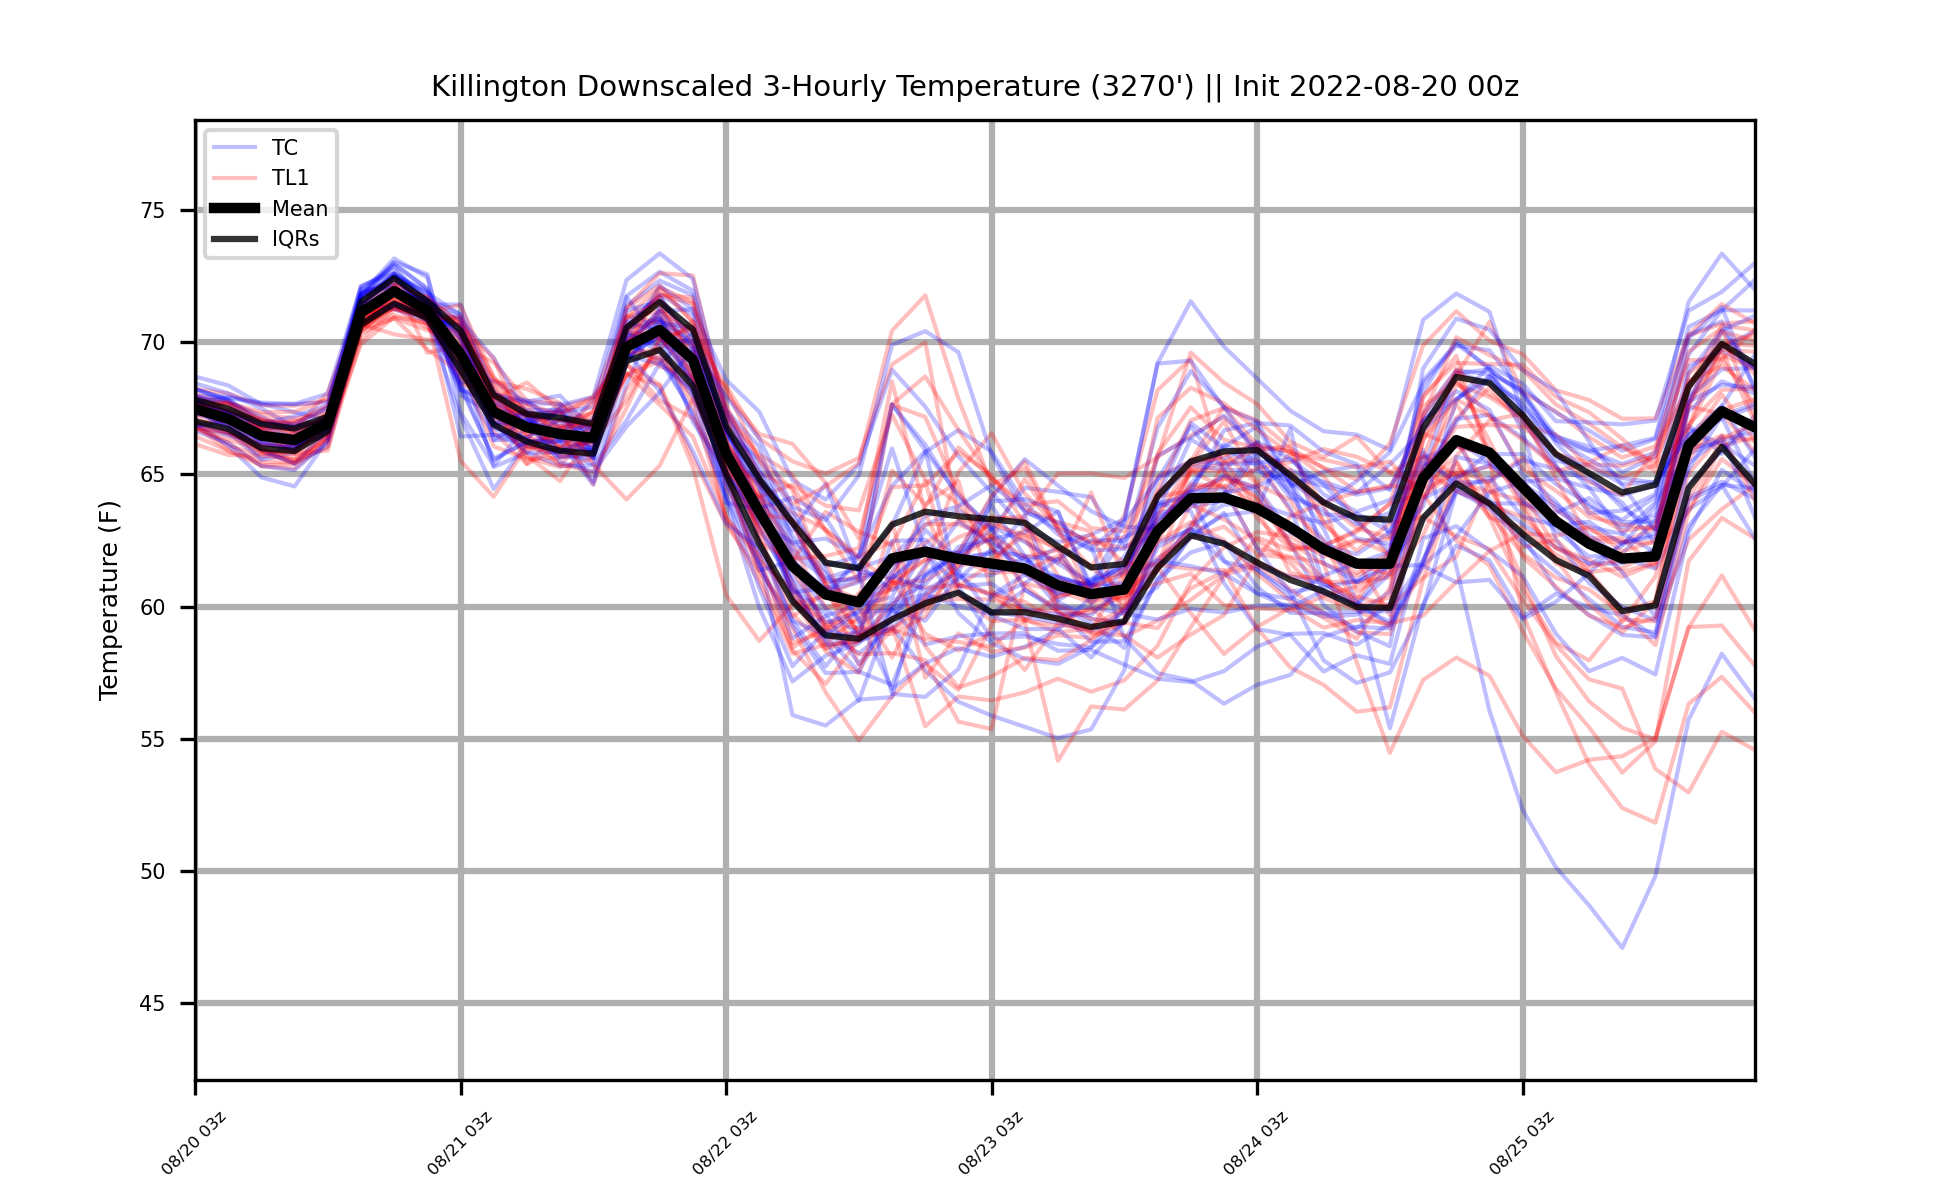 Killington Downscaled 3-Hourly Temperature (3270') || Init 2022-08-20 00z
TC
TL1
Mean
IQRs
Temperature (F)
75
70
65
60
55
50
45
08/20 03z
08/21 03z
08/22 03z
08/23 03z
08/24 03z
08/25 03z